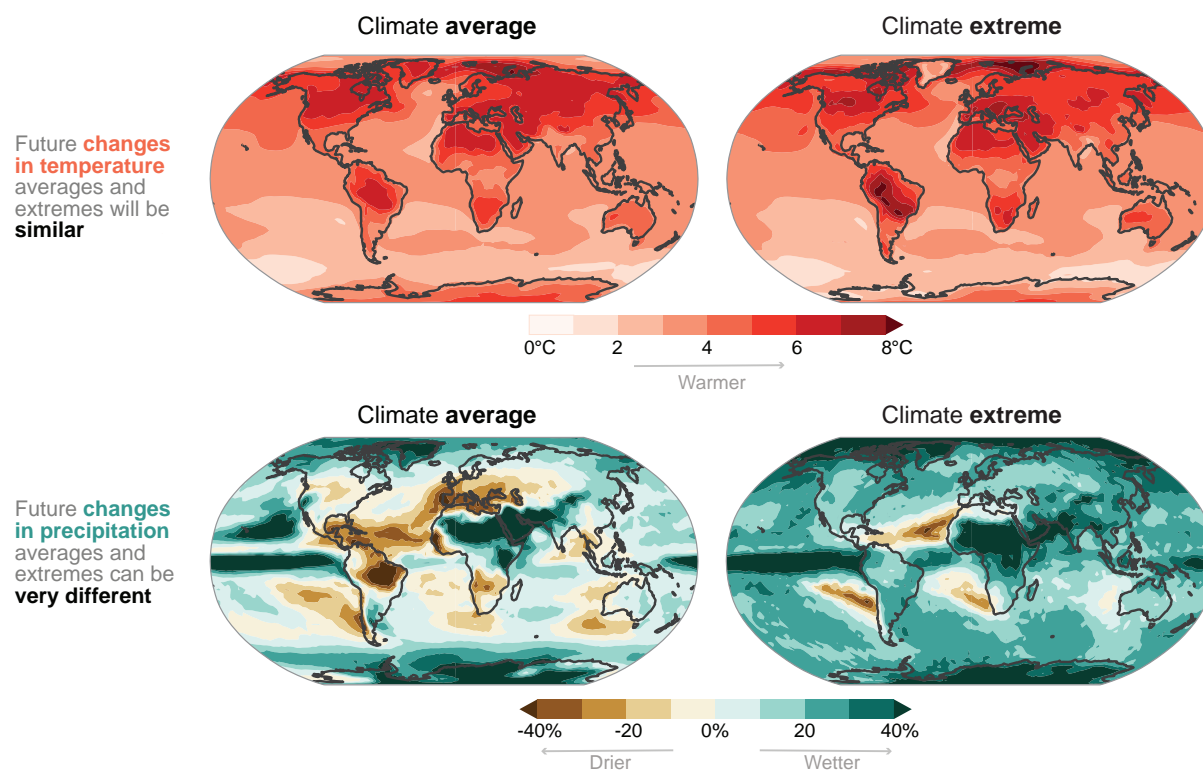 Climate average
Climate extreme
Future changes
in temperature
averages and
extremes will be
similar
0°C 2 4 6 8°C
Warmer
Climate average
Climate extreme
Future changes
in precipitation
averages and
extremes can be
very different
-40% -20 0% 20 40%
Drier
Wetter